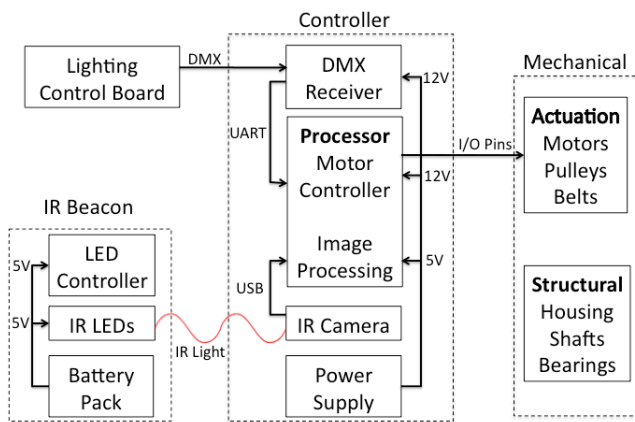 Controller
Lighting
Control Board
DMX
DMX
Receiver
12V
UART
Processor
Motor
Controller
12V
Image
Processing
5V
USB
IR Camera
Power
Supply
I/O Pins
Mechanical
Actuation
Motors
Pulleys
Belts
Structural
Housing
Shafts
Bearings
IR Beacon
5V
LED
Controller
5V
IR LEDs
IR Light
Battery
Pack